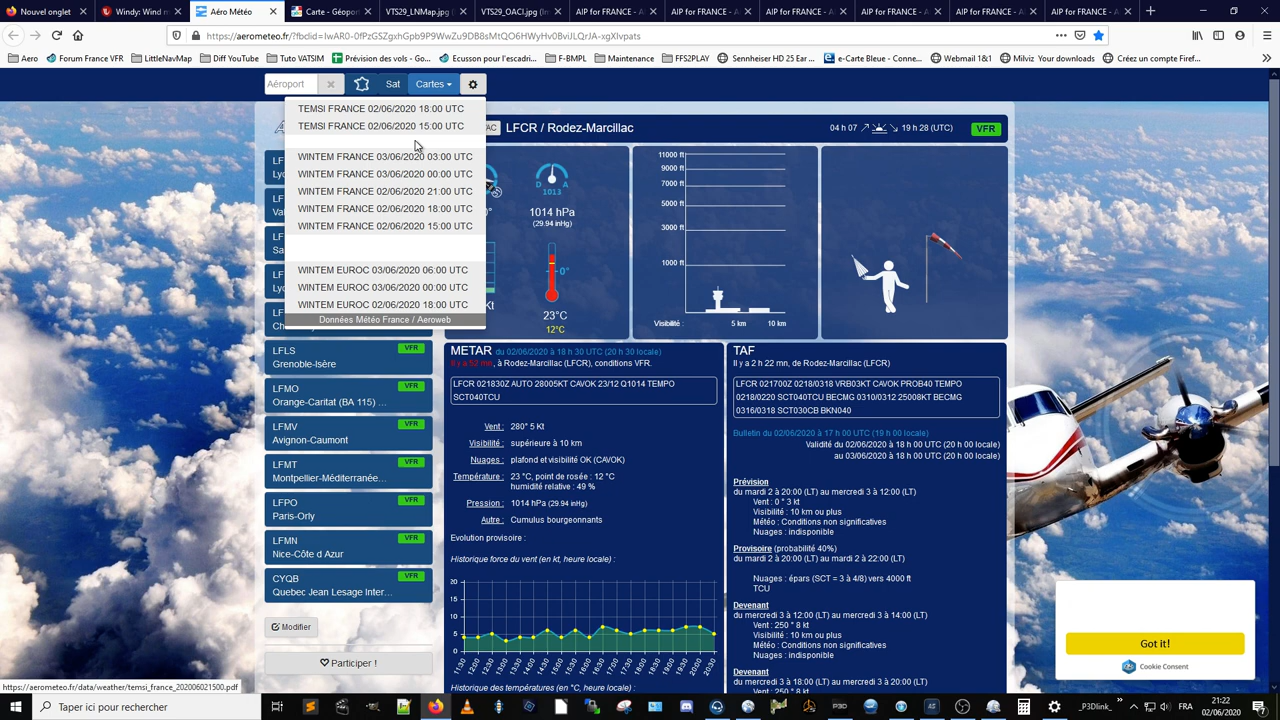 Nouvel onglet
Windy: Wind m
Aéro Météo
Carte - Géoport
VTS29_LNMap.jpg (
VTS29_OACI.jpg (Im
AIP for FRANCE - A
AIP for FRANCE - A
AIP for FRANCE - A
AIP for FRANCE - A
AIP for FRANCE - A
AIP for FRANCE - A
https://aerometeo.fr/?fbclid=IwAR0-0fPzGSZgxhGpb9P9WwZu9DB8sMtQO6HWyHv0BviJLQrJA-xgXIvpats
Aero
Forum France VFR
LittleNavMap
Diff YouTube
Tuto VATSIM
Prévision des vols - Go...
Ecusson pour l'escadri...
F-BMPL
Maintenance
FFS2PLAY
Sennheiser HD 25 Ear ...
e-Carte Bleue - Conne...
Webmail 1&1
Milviz Your downloads
Créez un compte Firef...
Aéroport
Sat
Cartes
TEMSI FRANCE 02/06/2020 18:00 UTC
TEMSI FRANCE 02/06/2020 15:00 UTC
WINTEM FRANCE 03/06/2020 03:00 UTC
WINTEM FRANCE 03/06/2020 00:00 UTC
WINTEM FRANCE 02/06/2020 21:00 UTC
WINTEM FRANCE 02/06/2020 18:00 UTC
WINTEM FRANCE 02/06/2020 15:00 UTC
WINTEM EUROC 03/06/2020 06:00 UTC
WINTEM EUROC 03/06/2020 00:00 UTC
WINTEM EUROC 02/06/2020 18:00 UTC
Données Météo France / Aeroweb
LFCR / Rodez-Marcillac
04 h 07
19 h 28 (UTC)
VFR
D A
1013
1014 hPa
(29.94 inHg)
Kt
0°
23°C
12°C
11000 ft
9000 ft
7000 ft
5000 ft
3000 ft
1000 ft
Visibilité :
5 km
10 km
LFLS
VFR
Grenoble-Isère
LFMO
VFR
Orange-Caritat (BA 115) ...
LFMV
VFR
Avignon-Caumont
LFMT
VFR
Montpellier-Méditerranée...
LFPO
VFR
Paris-Orly
LFMN
VFR
Nice-Côte d Azur
CYQB
VFR
Quebec Jean Lesage Inter...
Modifier
Participer !
METAR du 02/06/2020 à 18 h 30 UTC (20 h 30 locale)
Il y a 52 mn, à Rodez-Marcillac (LFCR), conditions VFR.
LFCR 021830Z AUTO 28005KT CAVOK 23/12 Q1014 TEMPO
SCT040TCU
Vent : 280° 5 Kt
Visibilité : supérieure à 10 km
Nuages : plafond et visibilité OK (CAVOK)
Température : 23 °C, point de rosée : 12 °C
humidité relative : 49 %
Pression : 1014 hPa (29.94 inHg)
Autre : Cumulus bourgeonnants
Evolution provisoire :
Historique force du vent (en kt, heure locale) :
20
15
10
5
0
Historique des températures (en °C, heure locale) :
TAF
Il y a 2 h 22 mn, de Rodez-Marcillac (LFCR)
LFCR 021700Z 0218/0318 VRB03KT CAVOK PROB40 TEMPO
0218/0220 SCT040TCU BECMG 0310/0312 25008KT BECMG
0316/0318 SCT030CB BKN040
Bulletin du 02/06/2020 à 17 h 00 UTC (19 h 00 locale)
Validité du 02/06/2020 à 18 h 00 UTC (20 h 00 locale)
au 03/06/2020 à 18 h 00 UTC (20 h 00 locale)
Prévision
du mardi 2 à 20:00 (LT) au mercredi 3 à 12:00 (LT)
Vent : 0 ° 3 kt
Visibilité : 10 km ou plus
Météo : Conditions non significatives
Nuages : indisponible
Provisoire (probabilité 40%)
du mardi 2 à 20:00 (LT) au mardi 2 à 22:00 (LT)
Nuages : épars (SCT = 3 à 4/8) vers 4000 ft
TCU
Devenant
du mercredi 3 à 12:00 (LT) au mercredi 3 à 14:00 (LT)
Vent : 250 ° 8 kt
Visibilité : 10 km ou plus
Météo : Conditions non significatives
Nuages : indisponible
Devenant
du mercredi 3 à 18:00 (LT) au mercredi 3 à 20:00 (LT)
Vent : 250 ° 8 kt
Got it!
Cookie Consent
https://aerometeo.fr/data/weather/temsi_france_202006021500.pdf
Taper ici pour rechercher
P3D
_P3Dlink_
FRA
21:22
02/06/2020